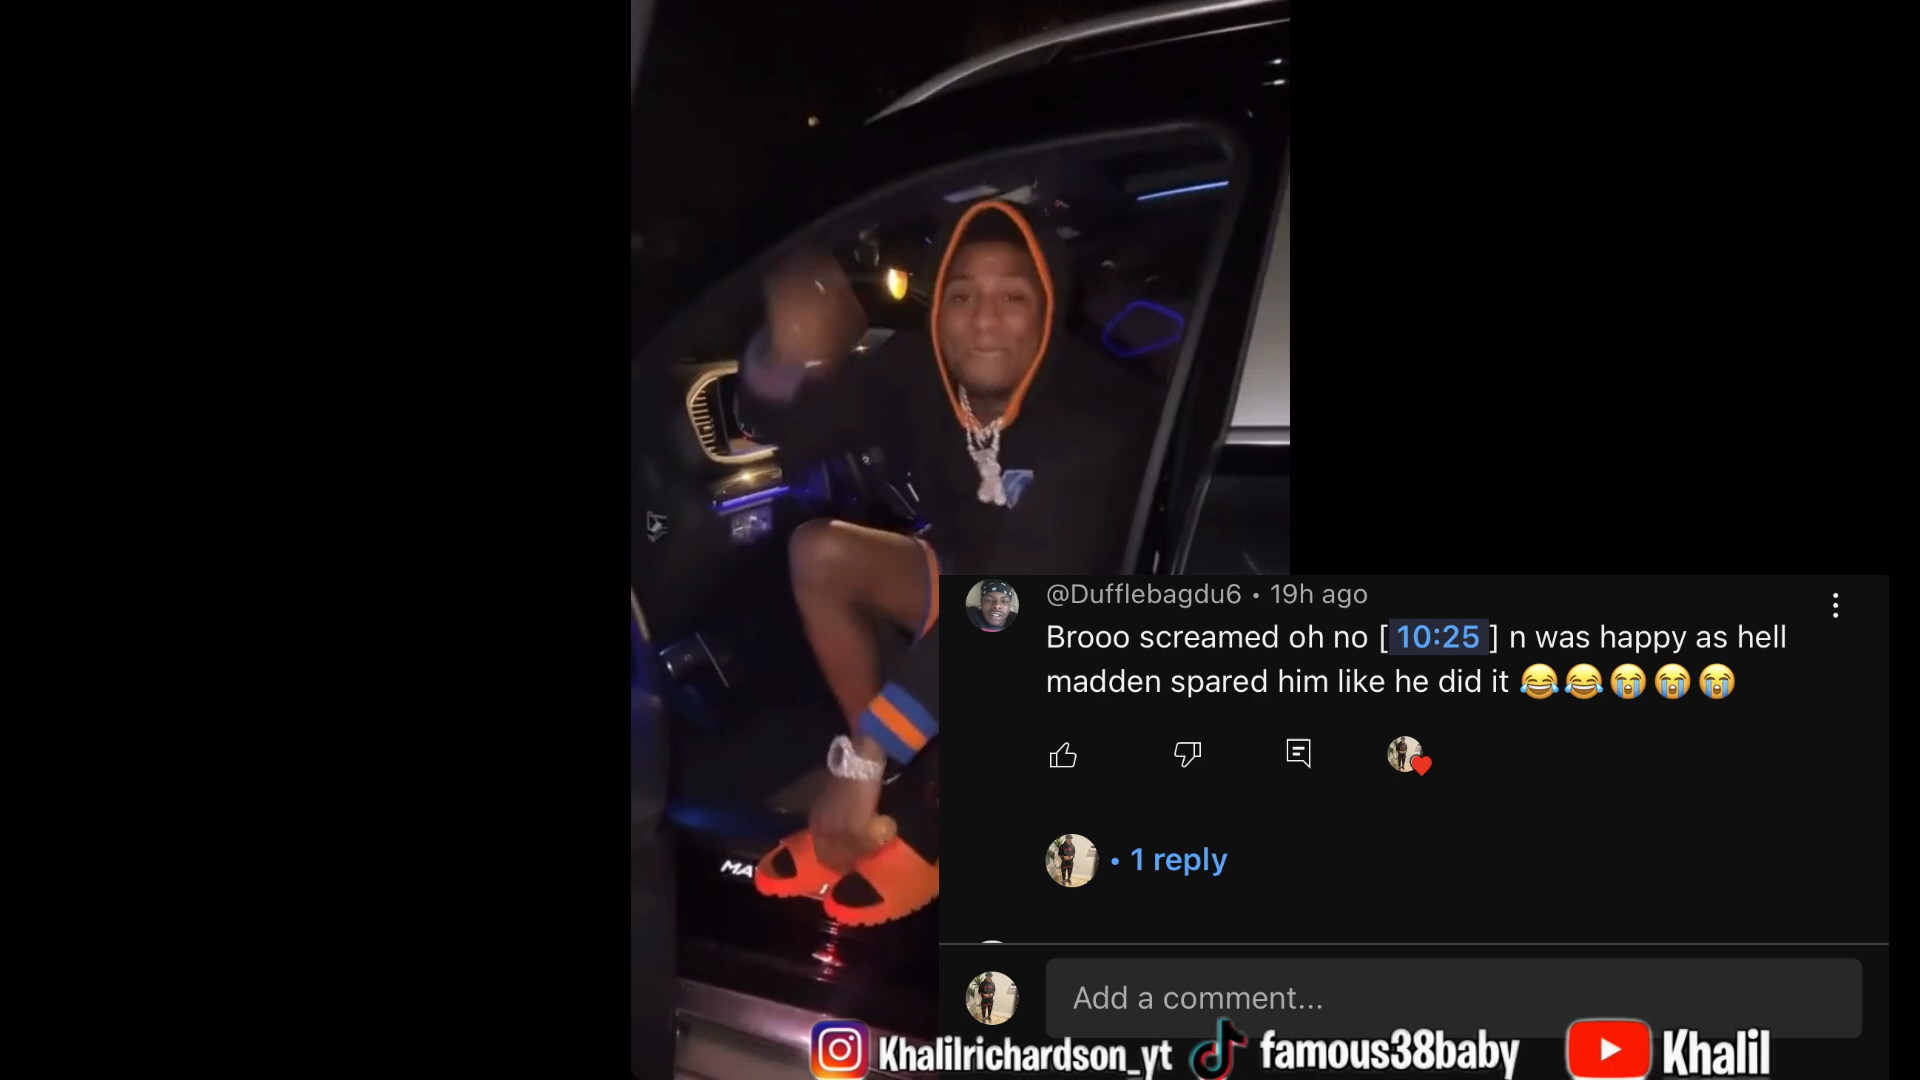 @Dufflebagdu6 • 19h ago
Brooo screamed oh no [ 10:25 ] n was happy as hell
madden spared him like he did it 😂😂😭😭😭
• 1 reply
MA
Add a comment...
Khalilrichardson_yt famous38baby Khalil